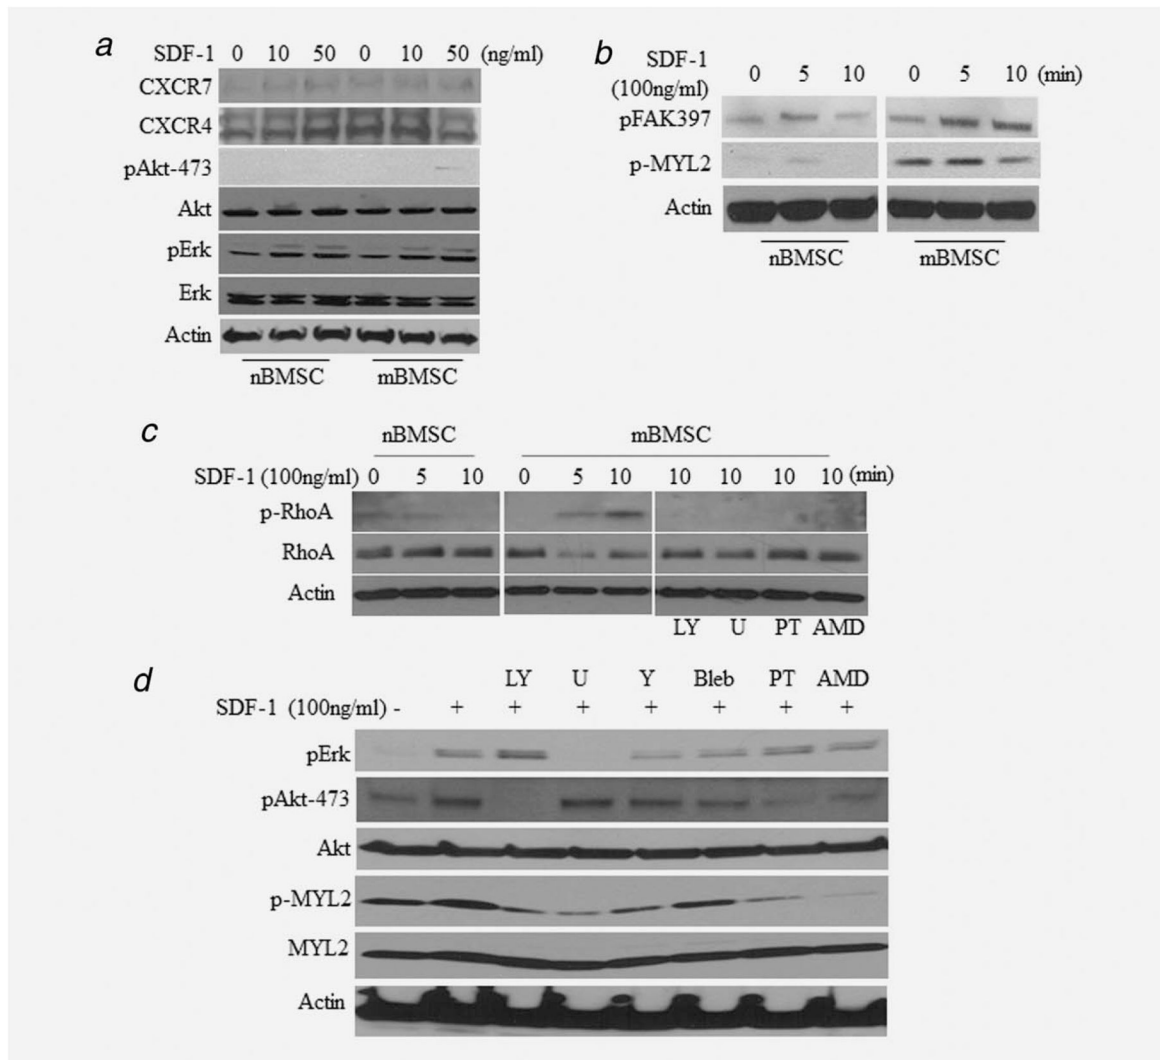 a
SDF-1 0 10 50 0 10 50 (ng/ml)
CXCR7
CXCR4
pAkt-473
Akt
pErk
Erk
Actin
nBMSC mBMSC
b
SDF-1 (100ng/ml) 0 5 10 0 5 10 (min)
pFAK397
p-MYL2
Actin
nBMSC mBMSC
c
nBMSC mBMSC
SDF-1 (100ng/ml) 0 5 10 0 5 10 10 10 10 10 (min)
p-RhoA
RhoA
Actin
LY U PT AMD
d
LY U Y Bleb PT AMD
SDF-1 (100ng/ml) - + + + + + + +
pErk
pAkt-473
Akt
p-MYL2
MYL2
Actin